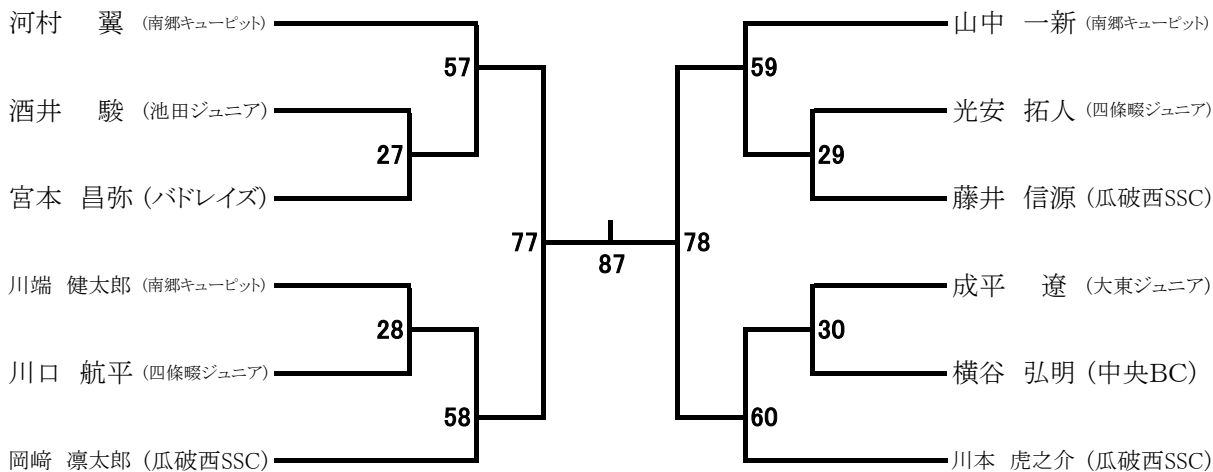 河村 翼 (南郷キューピット)
57
酒井 駿 (池田ジュニア)
27
宮本 昌弥 (バドレイズ)
77
川端 健太郎 (南郷キューピット)
28
川口 航平 (四條畷ジュニア)
58
岡﨑 凛太郎 (瓜破西SSC)
87
山中 一新 (南郷キューピット)
59
光安 拓人 (四條畷ジュニア)
29
藤井 信源 (瓜破西SSC)
78
成平 遼 (大東ジュニア)
30
横谷 弘明 (中央BC)
60
川本 虎之介 (瓜破西SSC)